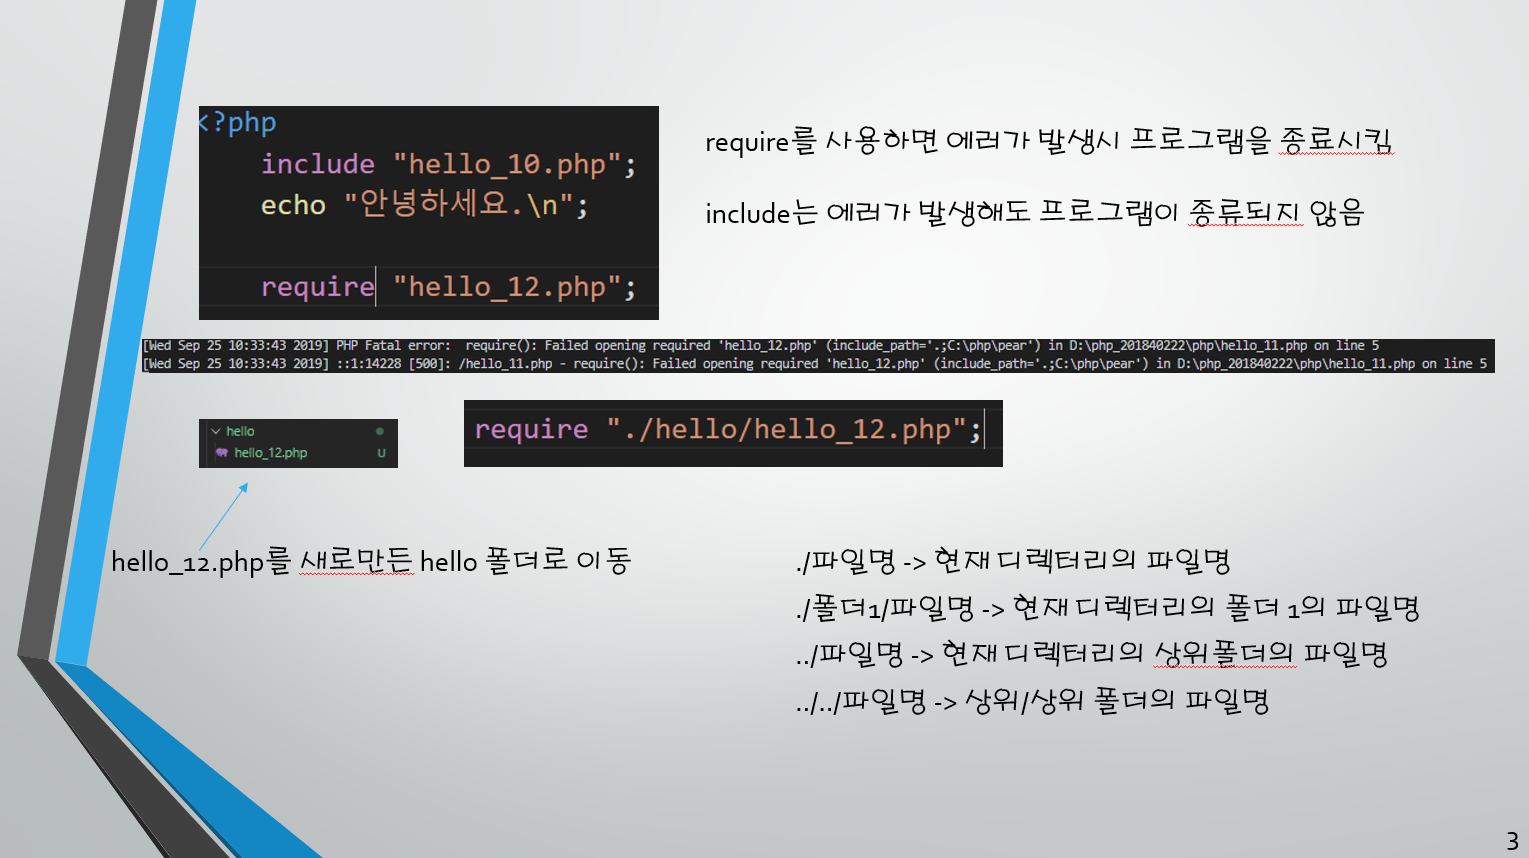 <?php
include "hello_10.php";
echo "안녕하세요.\n";
require "hello_12.php";
require를 사용하면 에러가 발생시 프로그램을 종료시킴
include는 에러가 발생해도 프로그램이 종류되지 않음
[Wed Sep 25 10:33:43 2019] PHP Fatal error:  require(): Failed opening required 'hello_12.php' (include_path='.;C:\php\pear') in D:\php_201840222\php\hello_11.php on line 5
[Wed Sep 25 10:33:43 2019] ::1:14228 [500]: /hello_11.php - require(): Failed opening required 'hello_12.php' (include_path='.;C:\php\pear') in D:\php_201840222\php\hello_11.php on line 5
hello
hello_12.php U
require "./hello/hello_12.php";
hello_12.php를 새로만든 hello 폴더로 이동
./파일명 -> 현재 디렉터리의 파일명
./폴더1/파일명 -> 현재 디렉터리의 폴더 1의 파일명
../파일명 -> 현재 디렉터리의 상위폴더의 파일명
../../파일명 -> 상위/상위 폴더의 파일명
3